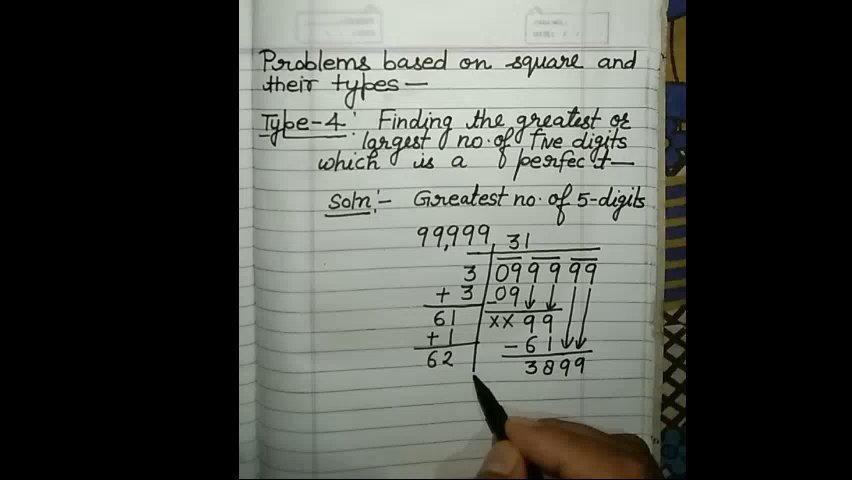 Problems based on square and
their types—
Type-4: Finding the greatest or
largest no. of five digits
which is a perfect—
Soln:- Greatest no. of 5-digits
99,999 31
3 099999
+ 3 -09
61 xx99
+1 -61
62 3899